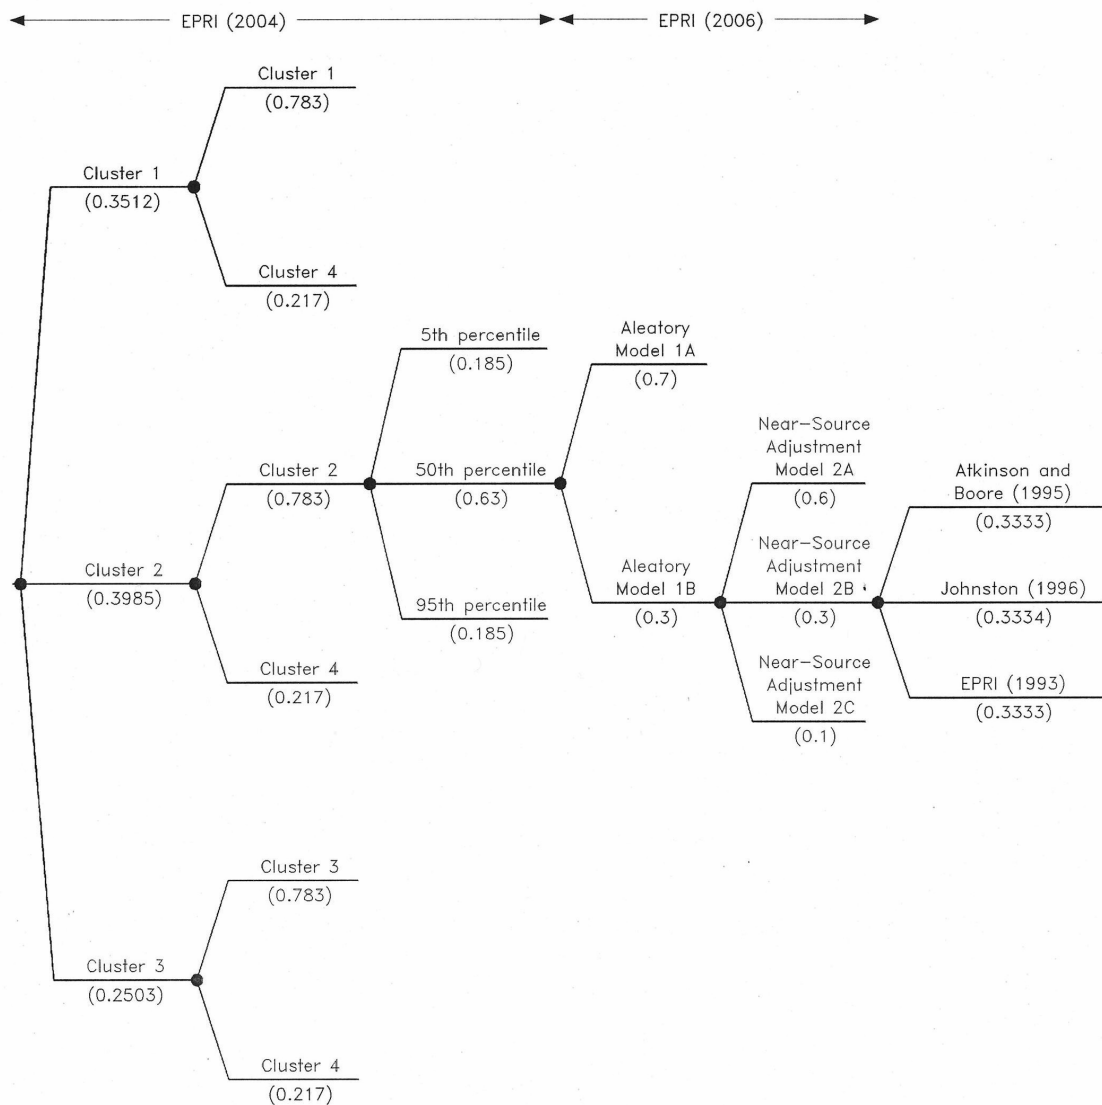 EPRI (2004)
EPRI (2006)
Cluster 1
(0.3512)
Cluster 2
(0.3985)
Cluster 3
(0.2503)
Cluster 1
(0.783)
Cluster 4
(0.217)
Cluster 2
(0.783)
Cluster 4
(0.217)
Cluster 3
(0.783)
Cluster 4
(0.217)
5th percentile
(0.185)
50th percentile
(0.63)
95th percentile
(0.185)
Aleatory
Model 1A
(0.7)
Aleatory
Model 1B
(0.3)
Near-Source
Adjustment
Model 2A
(0.6)
Near-Source
Adjustment
Model 2B
(0.3)
Near-Source
Adjustment
Model 2C
(0.1)
Atkinson and
Boore (1995)
(0.3333)
Johnston (1996)
(0.3334)
EPRI (1993)
(0.3333)